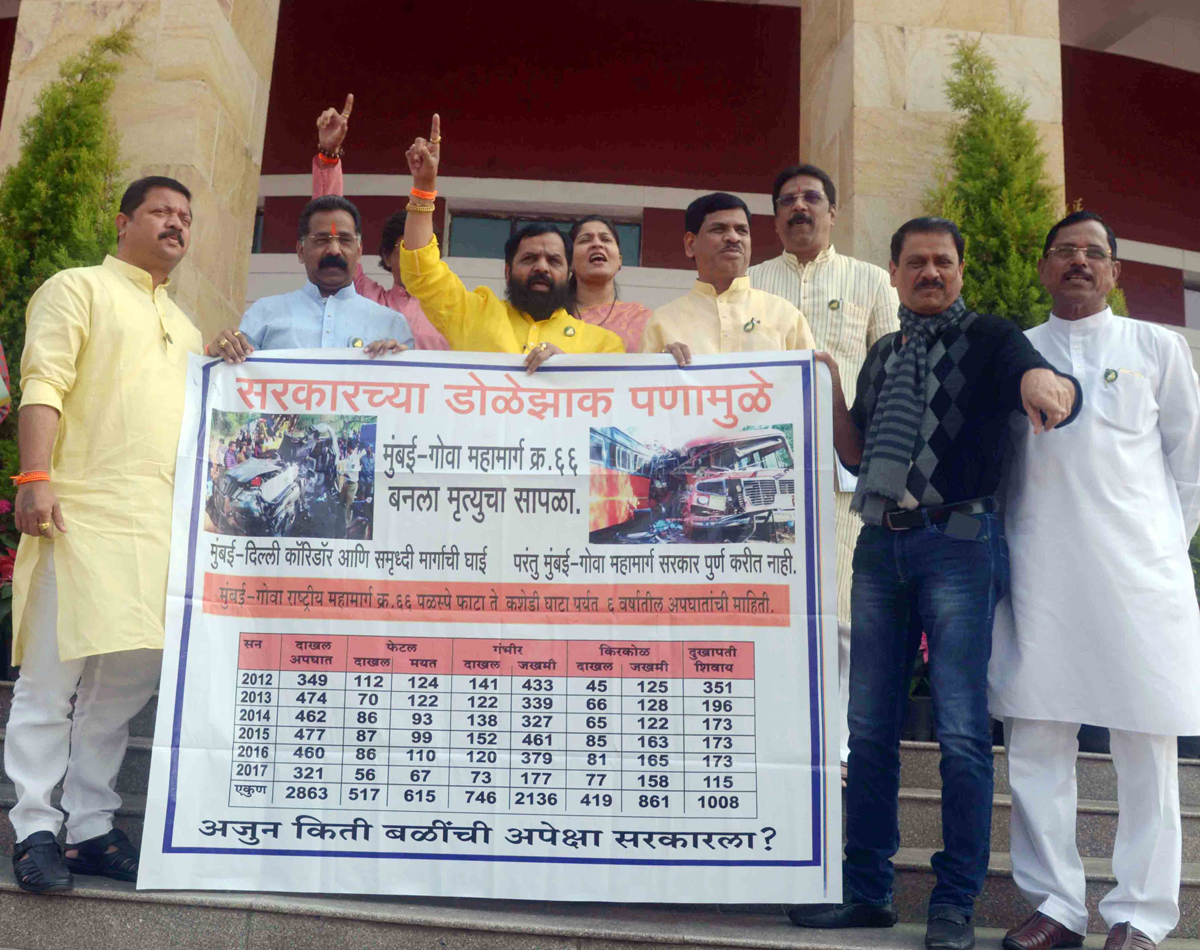 सरकारच्या डोळेझाक पणामुळे
मुंबई-गोवा महामार्ग क्र.६६
बनला मृत्युचा सापळा.
मुंबई-दिल्ली कॉरिडॉर आणि समृध्दी मार्गाची घाई परंतु मुंबई-गोवा महामार्ग सरकार पुर्ण करीत नाही.
मुंबई-गोवा राष्ट्रीय महामार्ग क्र.६६ पळस्पे फाटा ते कशेडी घाटा पर्यंत ६ वर्षातील अपघातांची माहिती.
सन दाखल फेटल गंभीर किरकोळ दुखापती
अपघात दाखल मयत दाखल जखमी दाखल जखमी शिवाय
2012 349 112 124 141 433 45 125 351
2013 474 70 122 122 339 66 128 196
2014 462 86 93 138 327 65 122 173
2015 477 87 99 152 461 85 163 173
2016 460 86 110 120 379 81 165 173
2017 321 56 67 73 177 77 158 115
एकुण 2863 517 615 746 2136 419 861 1008
अजुन किती बळींची अपेक्षा सरकारला?